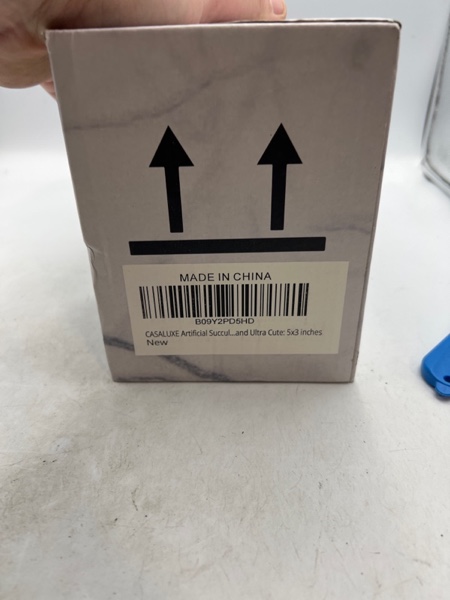 MADE IN CHINA
B09Y2PD5HD
CASALUXE Artificial Succul...and Ultra Cute: 5x3 inches
New